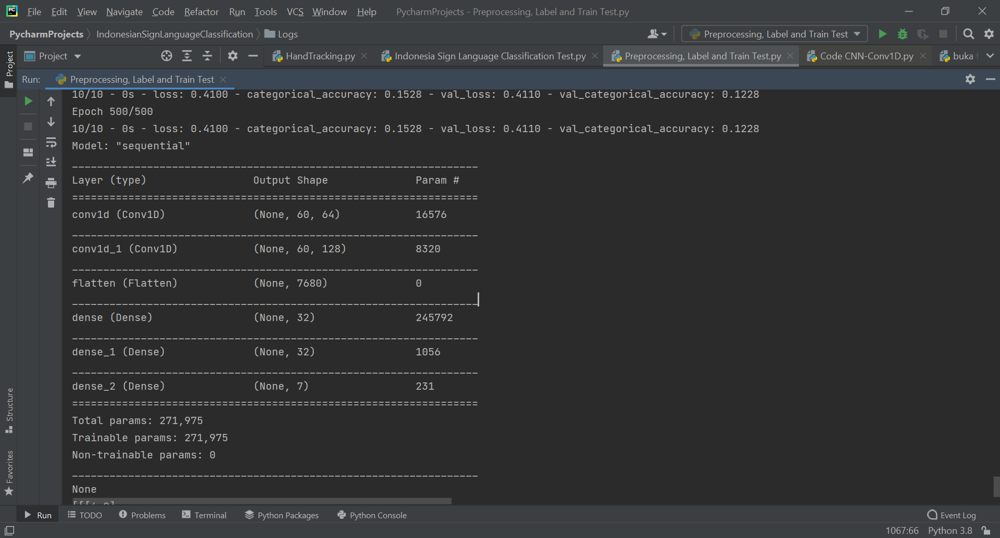 File Edit View Navigate Code Refactor Run Tools VCS Window Help PycharmProjects - Preprocessing, Label and Train Test.py
PycharmProjects IndonesianSignLanguageClassification Logs Preprocessing, Label and Train Test
Project HandTracking.py Indonesia Sign Language Classification Test.py Preprocessing, Label and Train Test.py Code CNN-Conv1D.py buka
Project
Run: Preprocessing, Label and Train Test
10/10 - 0s - loss: 0.4100 - categorical_accuracy: 0.1528 - val_loss: 0.4110 - val_categorical_accuracy: 0.1228
Epoch 500/500
10/10 - 0s - loss: 0.4100 - categorical_accuracy: 0.1528 - val_loss: 0.4110 - val_categorical_accuracy: 0.1228
Model: "sequential"
_________________________________________________________________
Layer (type) Output Shape Param #
=================================================================
conv1d (Conv1D) (None, 60, 64) 16576
_________________________________________________________________
conv1d_1 (Conv1D) (None, 60, 128) 8320
_________________________________________________________________
flatten (Flatten) (None, 7680) 0
_________________________________________________________________
dense (Dense) (None, 32) 245792
_________________________________________________________________
dense_1 (Dense) (None, 32) 1056
_________________________________________________________________
dense_2 (Dense) (None, 7) 231
=================================================================
Total params: 271,975
Trainable params: 271,975
Non-trainable params: 0
_________________________________________________________________
None
Structure
Favorites
Run TODO Problems Terminal Python Packages Python Console Event Log
1067:66 Python 3.8